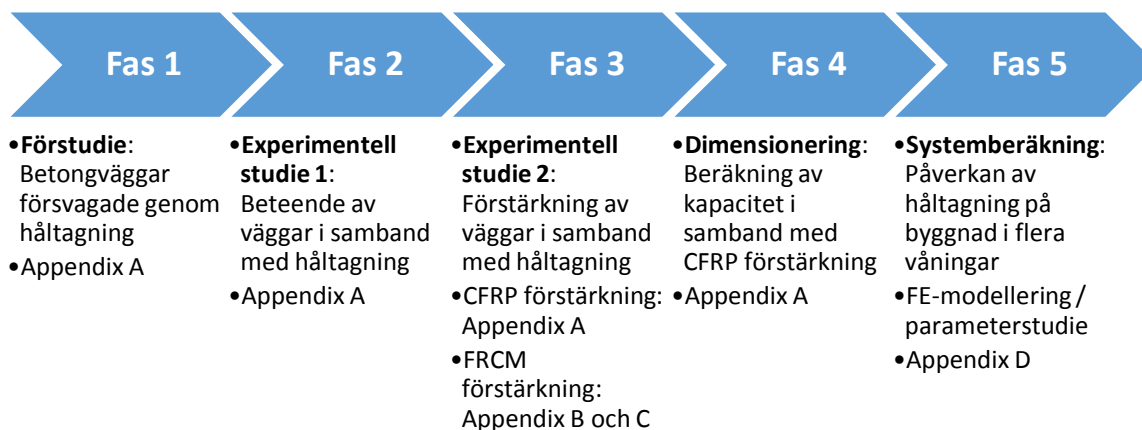 Fas 1
Fas 2
Fas 3
Fas 4
Fas 5
•Förstudie:
Betongväggar
försvagade genom
håltagning
•Appendix A
•Experimentell
studie 1:
Beteende av
väggar i samband
med håltagning
•Appendix A
•Experimentell
studie 2:
Förstärkning av
väggar i samband
med håltagning
•CFRP förstärkning:
Appendix A
•FRCM
förstärkning:
Appendix B och C
•Dimensionering:
Beräkning av
kapacitet i
samband med
CFRP förstärkning
•Appendix A
•Systemberäkning:
Påverkan av
håltagning på
byggnad i flera
våningar
•FE-modellering /
parameterstudie
•Appendix D